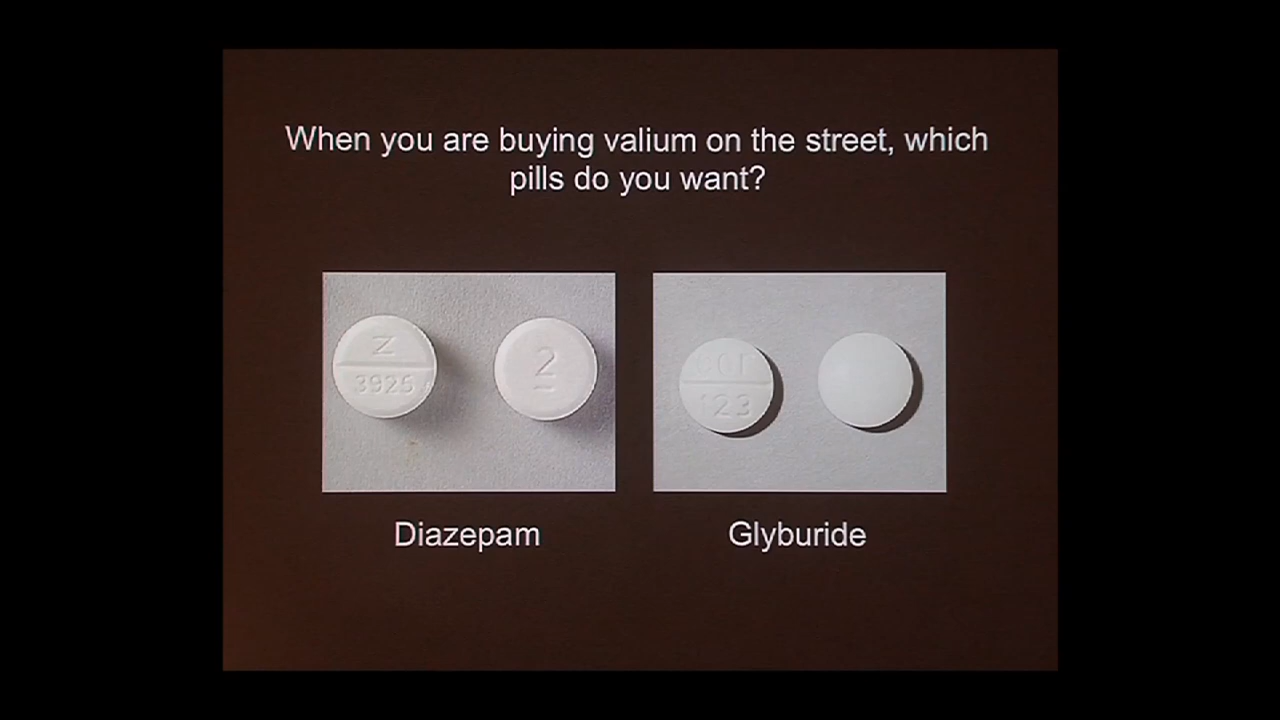 When you are buying valium on the street, which
pills do you want?
Z
3925
2
123
Diazepam
Glyburide